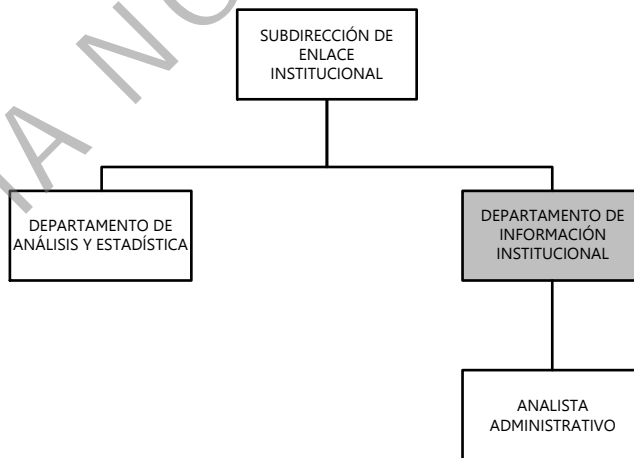 SUBDIRECCIÓN DE
ENLACE
INSTITUCIONAL
DEPARTAMENTO DE
ANÁLISIS Y ESTADÍSTICA
DEPARTAMENTO DE
INFORMACIÓN
INSTITUCIONAL
ANALISTA
ADMINISTRATIVO